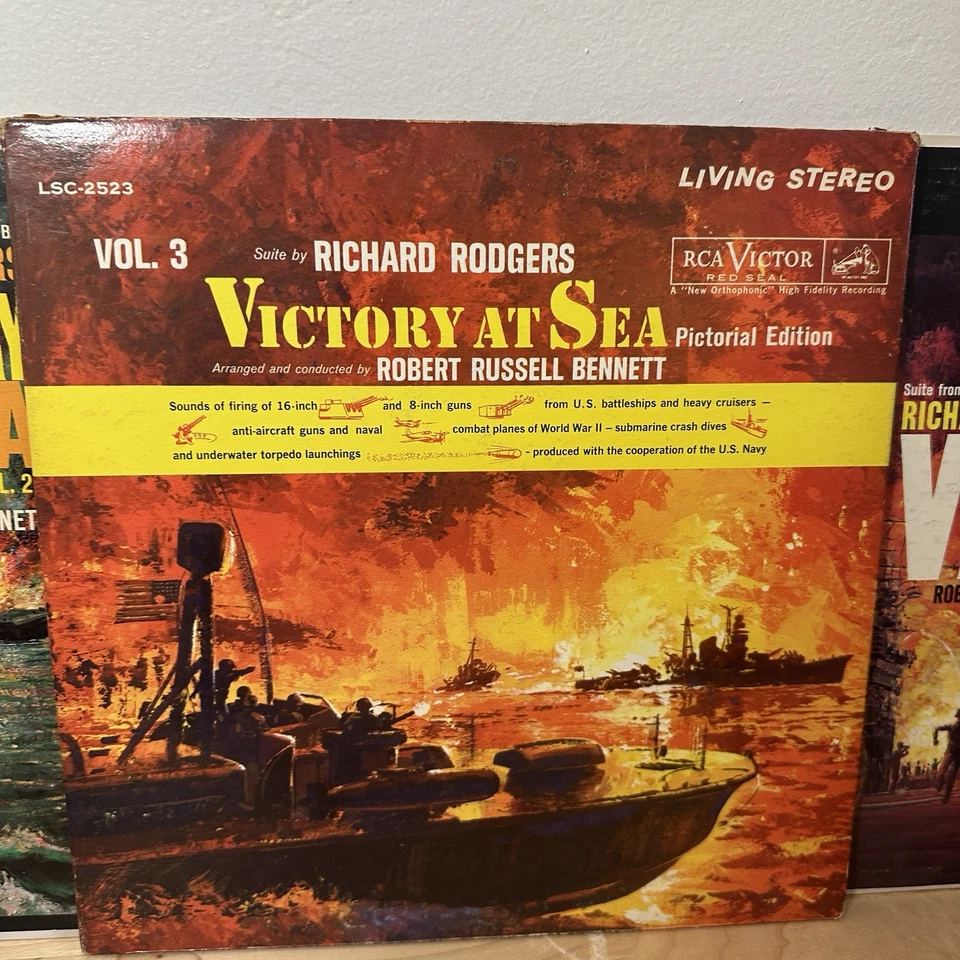 LSC-2523
LIVING STEREO
VOL. 3
Suite by RICHARD RODGERS
RCA VICTOR
RED SEAL
A "New Orthophonic" High Fidelity Recording
VICTORY AT SEA Pictorial Edition
Arranged and conducted by ROBERT RUSSELL BENNETT
Sounds of firing of 16-inch and 8-inch guns from U.S. battleships and heavy cruisers –
anti-aircraft guns and naval combat planes of World War II – submarine crash dives
and underwater torpedo launchings - produced with the cooperation of the U.S. Navy
L. 2
NET
Suite from
RICHA
ROB